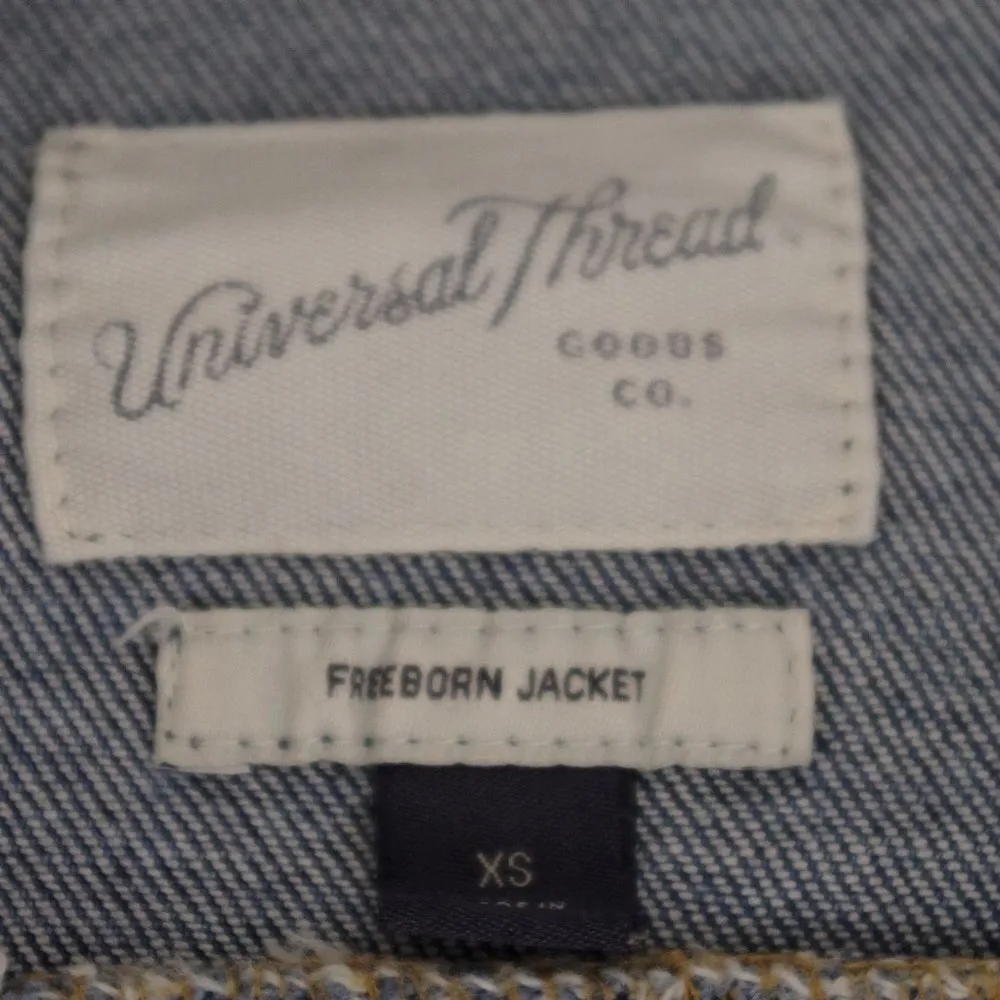 Universal Thread
GOODS
CO.
FREEBORN JACKET
XS